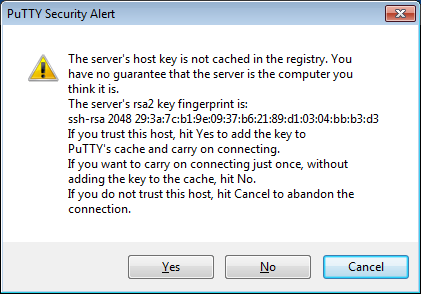 PuTTY Security Alert
The server's host key is not cached in the registry. You
have no guarantee that the server is the computer you
think it is.
The server's rsa2 key fingerprint is:
ssh-rsa 2048 29:3a:7c:b1:9e:09:37:b6:21:89:d1:03:04:bb:b3:d3
If you trust this host, hit Yes to add the key to
PuTTY's cache and carry on connecting.
If you want to carry on connecting just once, without
adding the key to the cache, hit No.
If you do not trust this host, hit Cancel to abandon the
connection.
Yes
No
Cancel